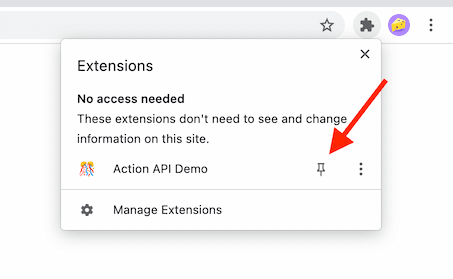 Extensions
No access needed
These extensions don't need to see and change
information on this site.
Action API Demo
Manage Extensions